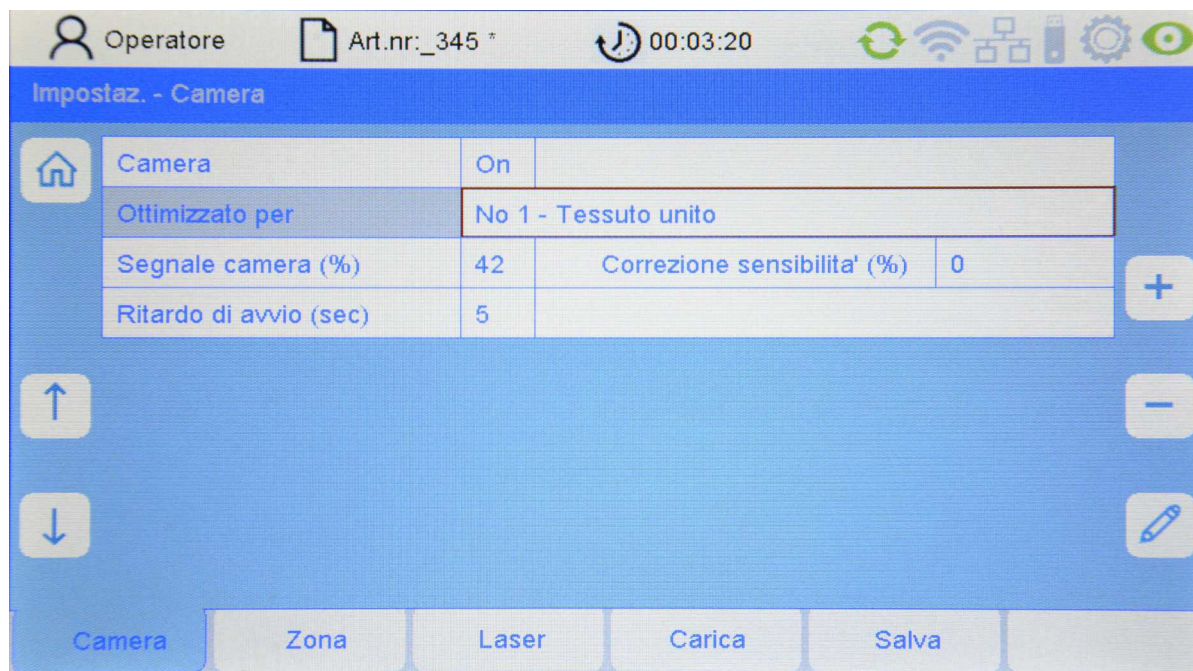 Operatore Art.nr:_345 * 00:03:20
Impostaz. - Camera
Camera On
Ottimizzato per No 1 - Tessuto unito
Segnale camera (%) 42 Correzione sensibilita' (%) 0
Ritardo di avvio (sec) 5
Camera Zona Laser Carica Salva